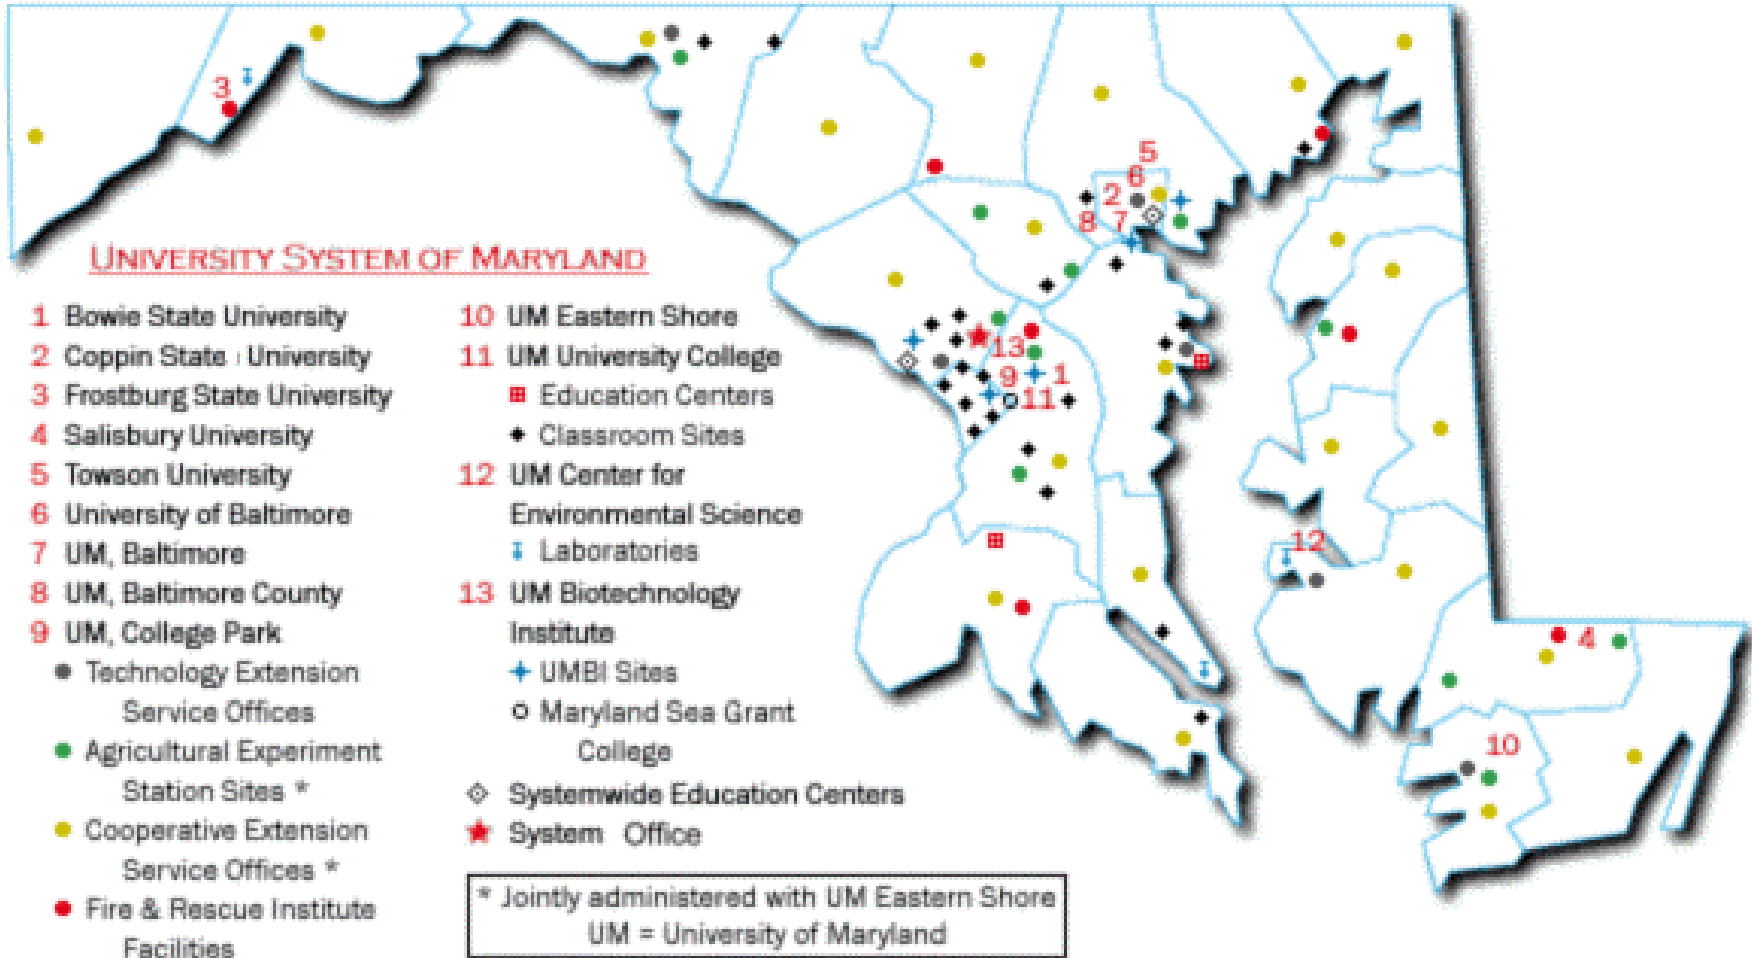 UNIVERSITY SYSTEM OF MARYLAND
1 Bowie State University
2 Coppin State University
3 Frostburg State University
4 Salisbury University
5 Towson University
6 University of Baltimore
7 UM, Baltimore
8 UM, Baltimore County
9 UM, College Park
Technology Extension
Service Offices
Agricultural Experiment
Station Sites *
Cooperative Extension
Service Offices *
Fire & Rescue Institute
Facilities
10 UM Eastern Shore
11 UM University College
Education Centers
Classroom Sites
12 UM Center for
Environmental Science
Laboratories
13 UM Biotechnology
Institute
UMBI Sites
Maryland Sea Grant
College
Systemwide Education Centers
System Office
* Jointly administered with UM Eastern Shore
UM = University of Maryland
3
5
6
2
8
7
13
9
1
11
12
4
10